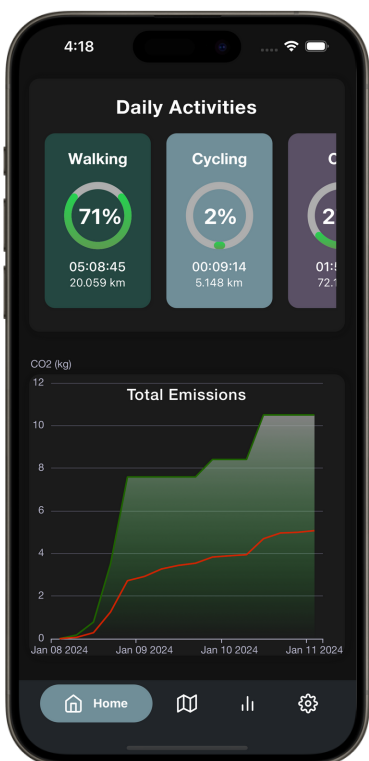 4:18
Daily Activities
Walking
71%
05:08:45
20.059 km
Cycling
2%
00:09:14
5.148 km
CO2 (kg)
Total Emissions
12
10
8
6
4
2
0
Jan 08 2024 Jan 09 2024 Jan 10 2024 Jan 11 2024
Home